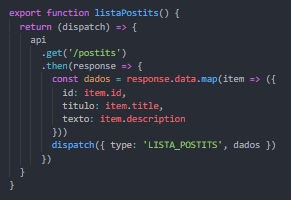 export function listaPostits() {
  return (dispatch) => {
    api
      .get('/postits')
      .then(response => {
        const dados = response.data.map(item => ({
          id: item.id,
          titulo: item.title,
          texto: item.description
        }))
        dispatch({ type: 'LISTA_POSTITS', dados })
      })
  }
}